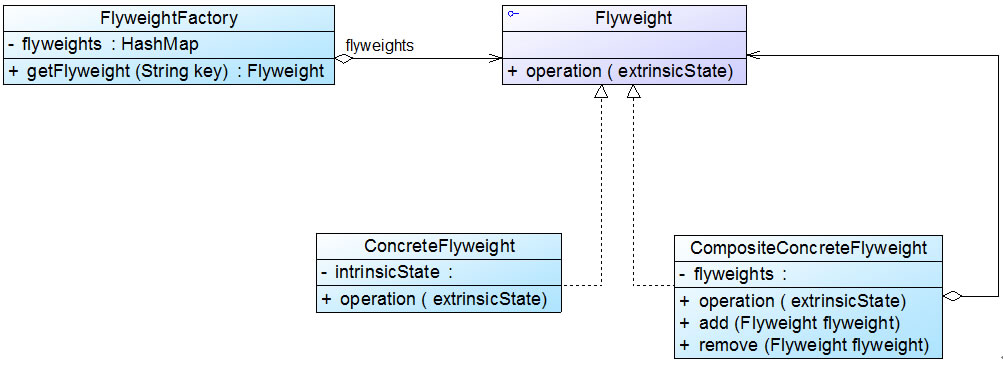 FlyweightFactory
- flyweights : HashMap
+ getFlyweight (String key) : Flyweight
flyweights
Flyweight
+ operation ( extrinsicState)
ConcreteFlyweight
- intrinsicState :
+ operation ( extrinsicState)
CompositeConcreteFlyweight
- flyweights :
+ operation ( extrinsicState)
+ add (Flyweight flyweight)
+ remove (Flyweight flyweight)